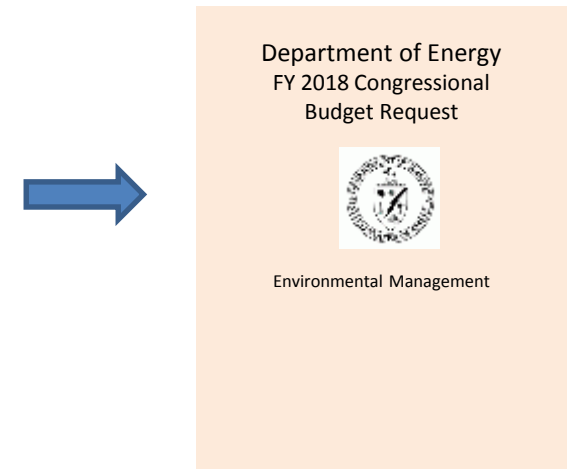 Department of Energy
FY 2018 Congressional
Budget Request
Environmental Management